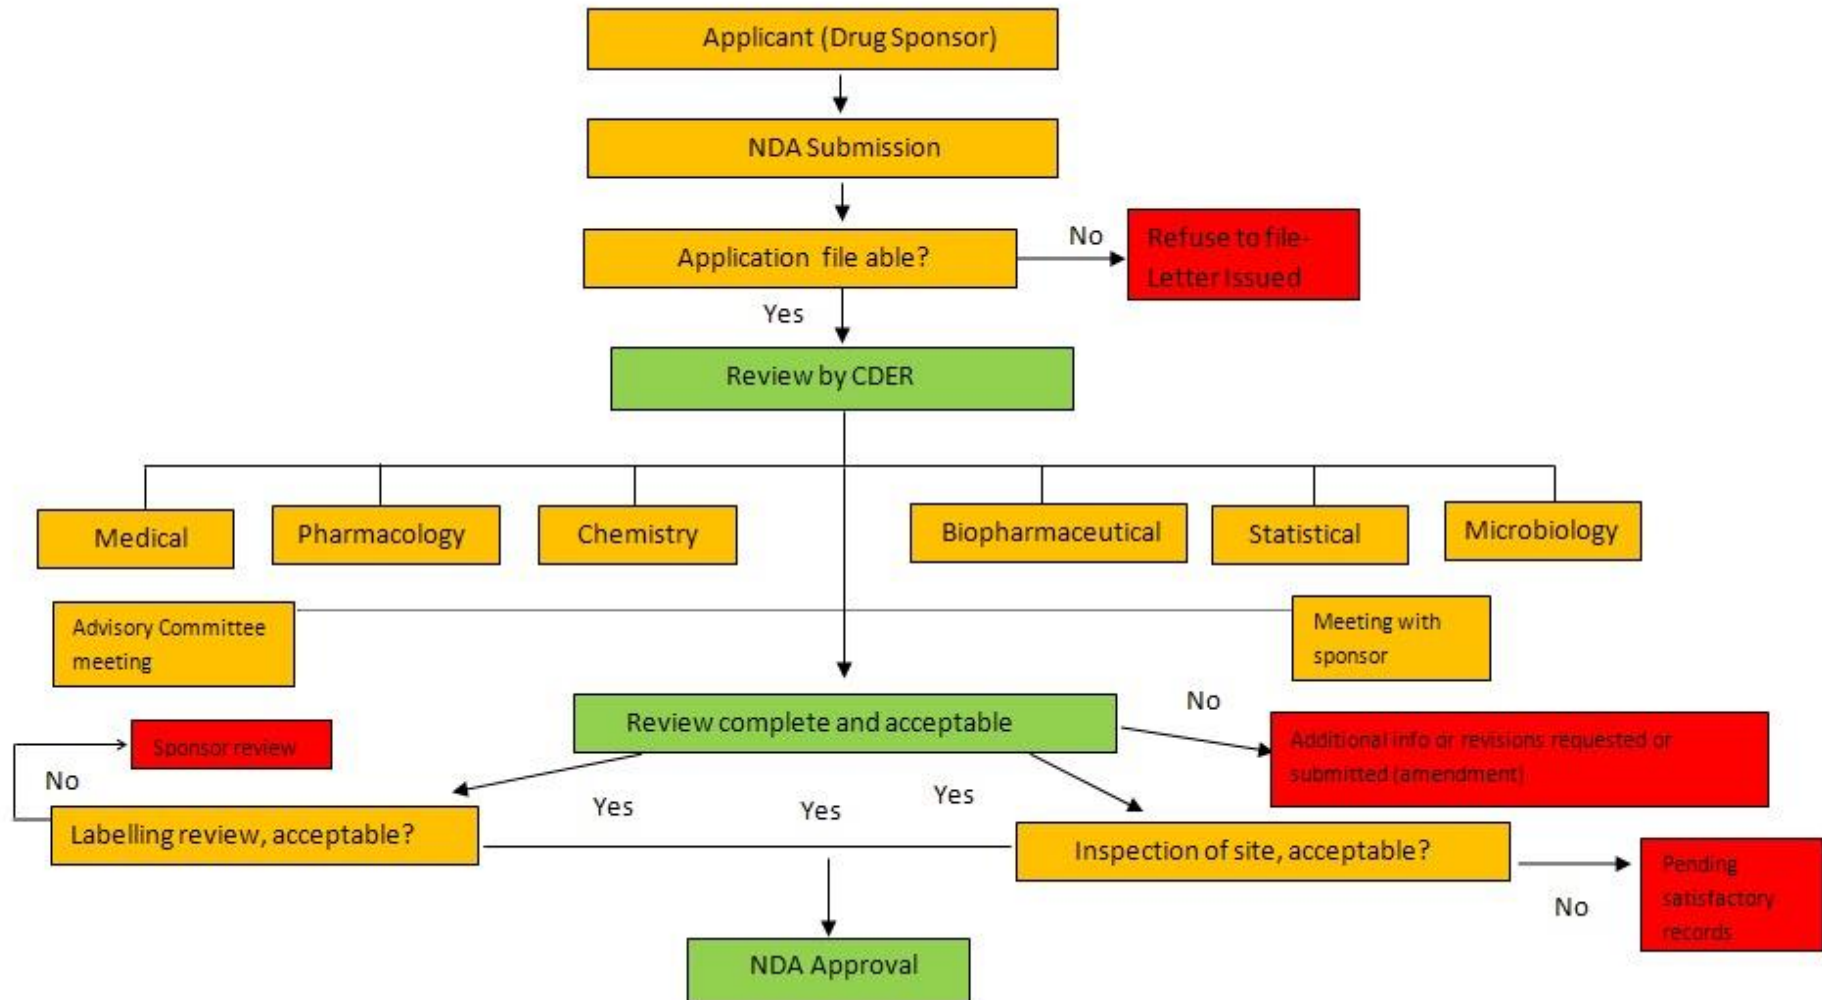 Applicant (Drug Sponsor)
NDA Submission
Application file able?
No
Refuse to file-
Letter Issued
Yes
Review by CDER
Medical
Pharmacology
Chemistry
Biopharmaceutical
Statistical
Microbiology
Advisory Committee
meeting
Meeting with
sponsor
Review complete and acceptable
No
Additional info or revisions requested or
submitted (amendment)
Sponsor review
No
Labelling review, acceptable?
Yes
Yes
Yes
Inspection of site, acceptable?
No
Pending
satisfactory
records
NDA Approval